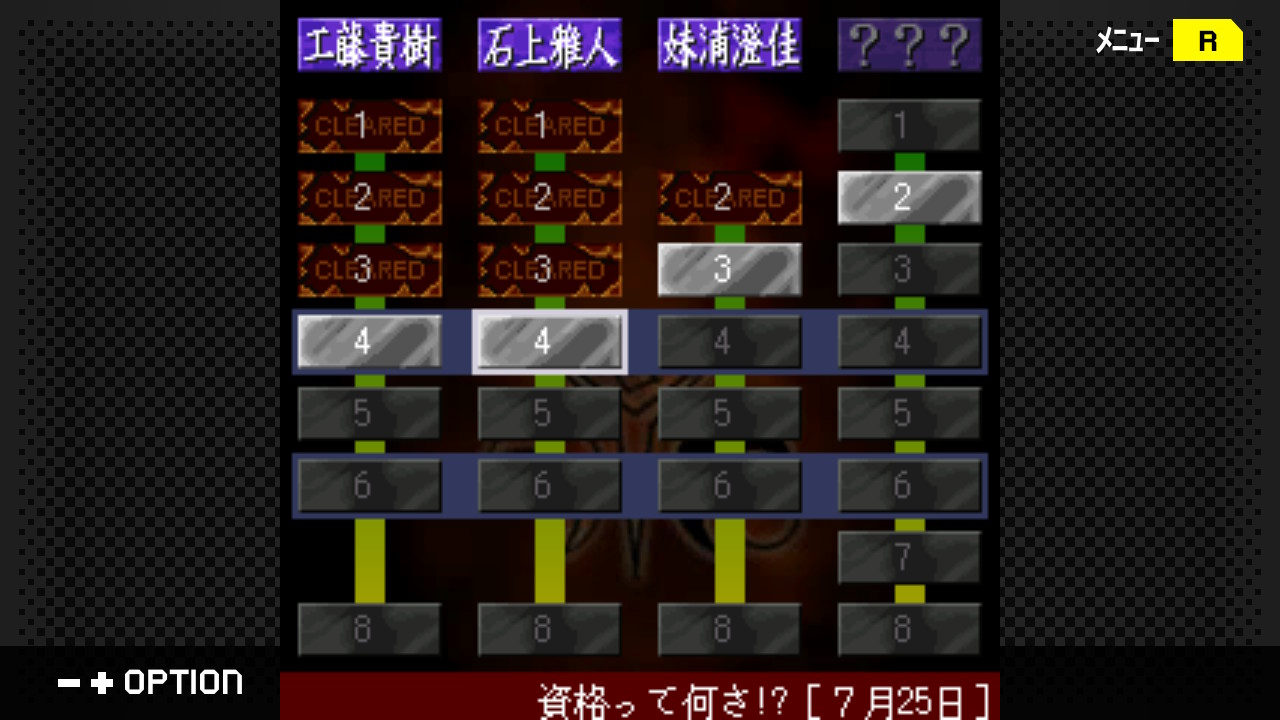 工藤貴樹 石上雅人 妹浦澄佳 ？？？
メニュー R
CLEARED 1 CLEARED 1 1
CLEARED 2 CLEARED 2 CLEARED 2 2
CLEARED 3 CLEARED 3 3 3
4 4 4 4
5 5 5 5
6 6 6 6
7
8 8 8 8
－＋OPTION
資格って何さ!?［７月25日］